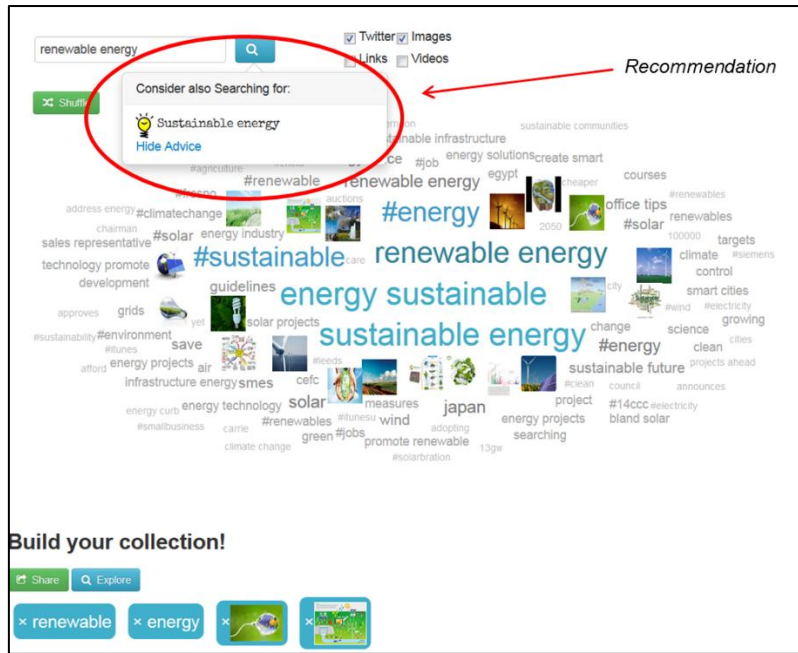 renewable energy
Twitter Images
Links Videos
Recommendation
Consider also Searching for:
Sustainable energy
Hide Advice
sustainable communities
energy solutions create smart
#job
#agriculture
#renewable renewable energy egypt cheaper courses
#renewables
address energy #climatechange auctions #energy 2050 office tips
chairman #solar energy industry #solar renewables
100000 targets
sales representative #sustainable care renewable energy climate #siemens
technology promote control
development guidelines energy sustainable city smart cities
approves grids #wind #electricity
yet solar projects growing
#sustainability #environment sustainable energy change science
#itunes save #energy clean cities
afford energy projects air #leeds sustainable future projects ahead
infrastructure energy smes cefc #clean council announces
energy curb energy technology solar measures japan project #14ccc #electricity
#smallbusiness carrie #renewables #itunesu wind adopting energy projects bland solar
green #jobs searching
climate change promote renewable 13gw
#solarbration
Build your collection!
Share Explore
× renewable × energy × ×